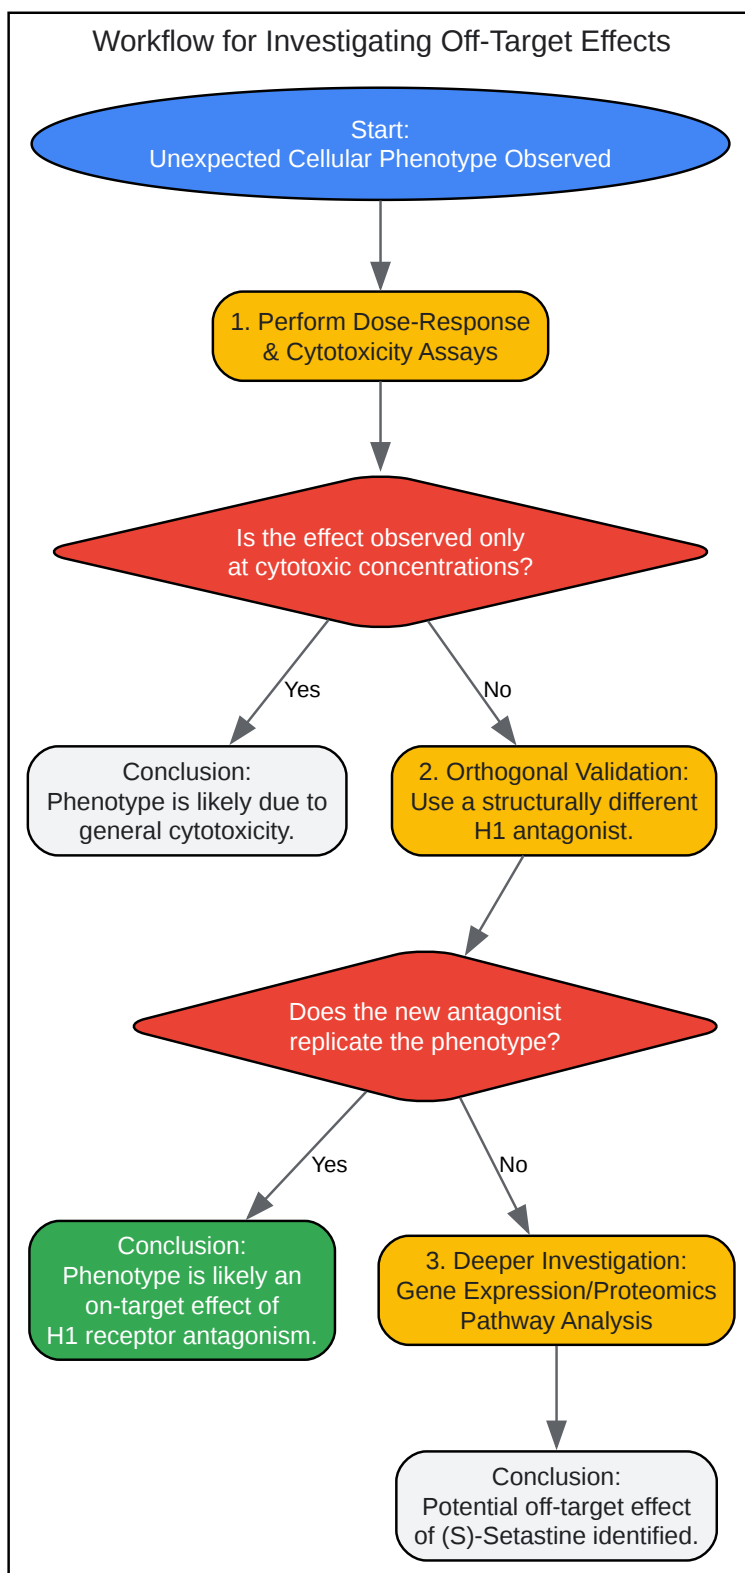 Workflow for Investigating Off-Target Effects
Start:
Unexpected Cellular Phenotype Observed
1. Perform Dose-Response
& Cytotoxicity Assays
Is the effect observed only
at cytotoxic concentrations?
Yes
No
Conclusion:
Phenotype is likely due to
general cytotoxicity.
2. Orthogonal Validation:
Use a structurally different
H1 antagonist.
Does the new antagonist
replicate the phenotype?
Yes
No
Conclusion:
Phenotype is likely an
on-target effect of
H1 receptor antagonism.
3. Deeper Investigation:
Gene Expression/Proteomics
Pathway Analysis
Conclusion:
Potential off-target effect
of (S)-Setastine identified.